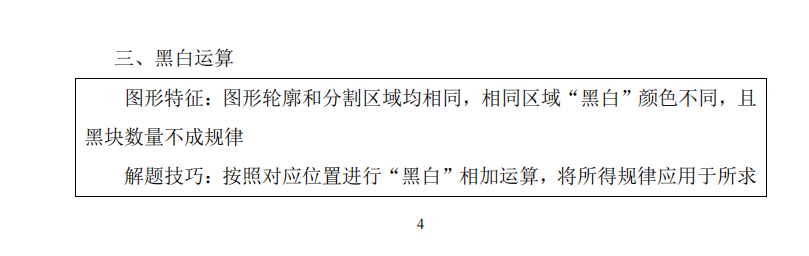 三、黑白运算
图形特征：图形轮廓和分割区域均相同，相同区域“黑白”颜色不同，且
黑块数量不成规律
解题技巧：按照对应位置进行“黑白”相加运算，将所得规律应用于所求
4